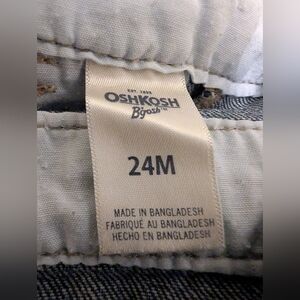 EST. 1895
OSHKOSH
B'gosh
24M
MADE IN BANGLADESH
FABRIQUÉ AU BANGLADESH
HECHO EN BANGLADESH